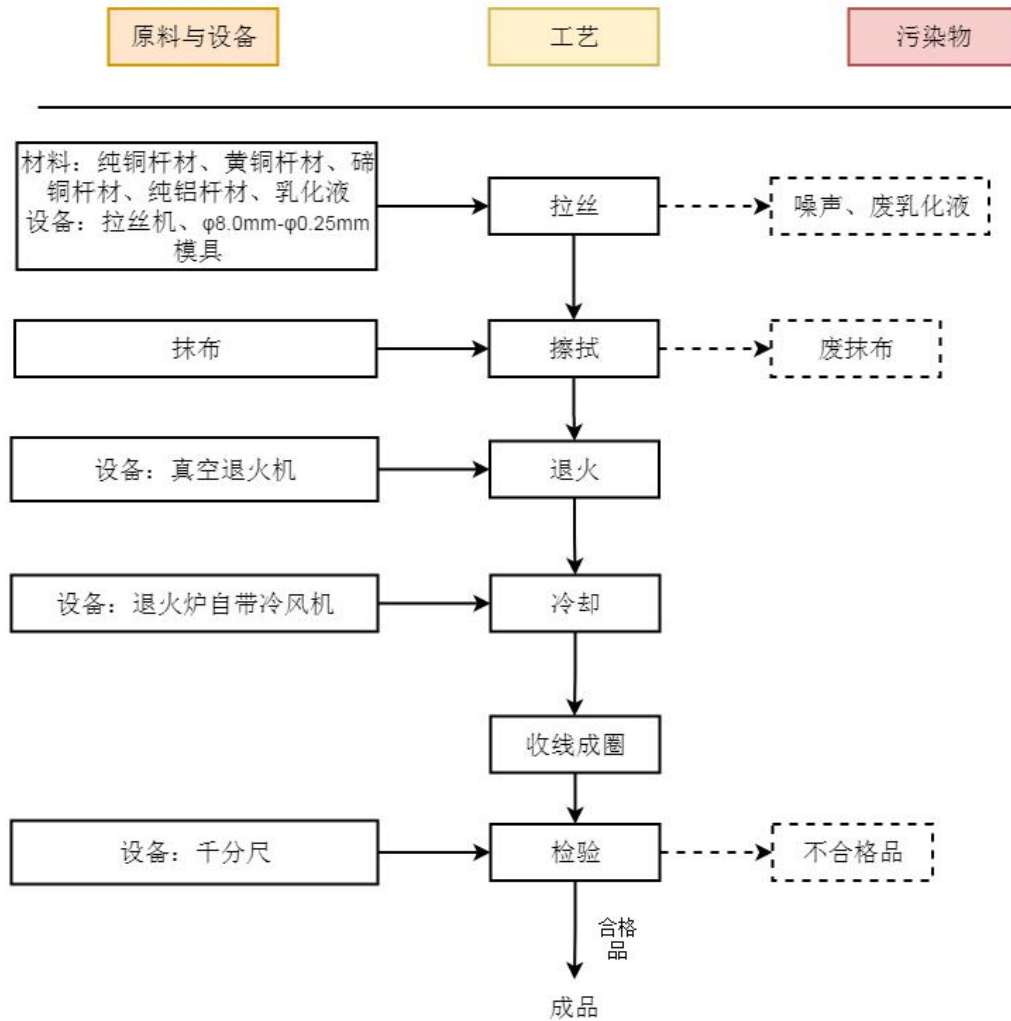 原料与设备
工艺
污染物
材料：纯铜杆材、黄铜杆材、碲
铜杆材、纯铝杆材、乳化液
设备：拉丝机、φ8.0mm-φ0.25mm
模具
拉丝
噪声、废乳化液
抹布
擦拭
废抹布
设备：真空退火机
退火
设备：退火炉自带冷风机
冷却
收线成圈
设备：千分尺
检验
不合格品
合格
品
成品